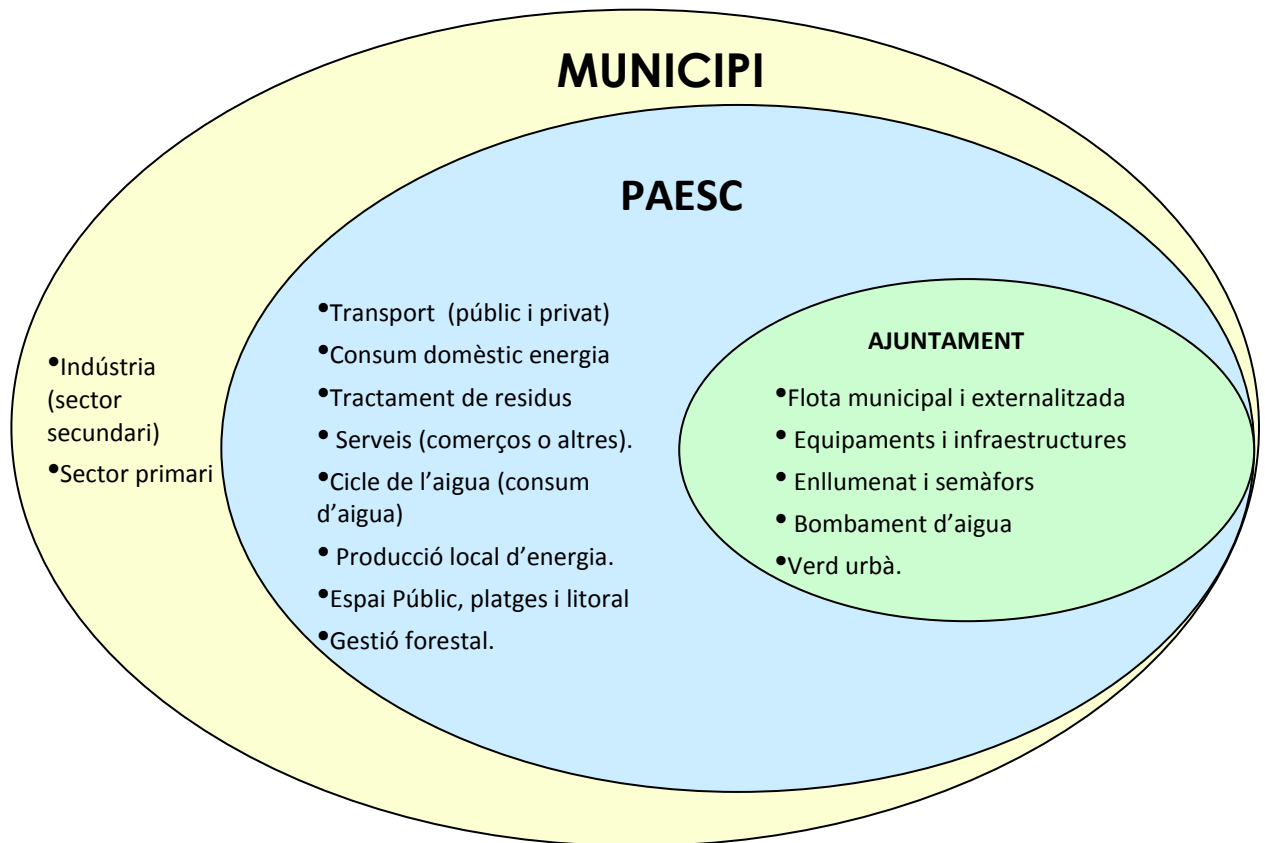 MUNICIPI
PAESC
•Indústria
(sector
secundari)
•Sector primari
•Transport (públic i privat)
•Consum domèstic energia
•Tractament de residus
• Serveis (comerços o altres).
•Cicle de l’aigua (consum
d’aigua)
• Producció local d’energia.
•Espai Públic, platges i litoral
•Gestió forestal.
AJUNTAMENT
•Flota municipal i externalitzada
• Equipaments i infraestructures
• Enllumenat i semàfors
• Bombament d’aigua
•Verd urbà.